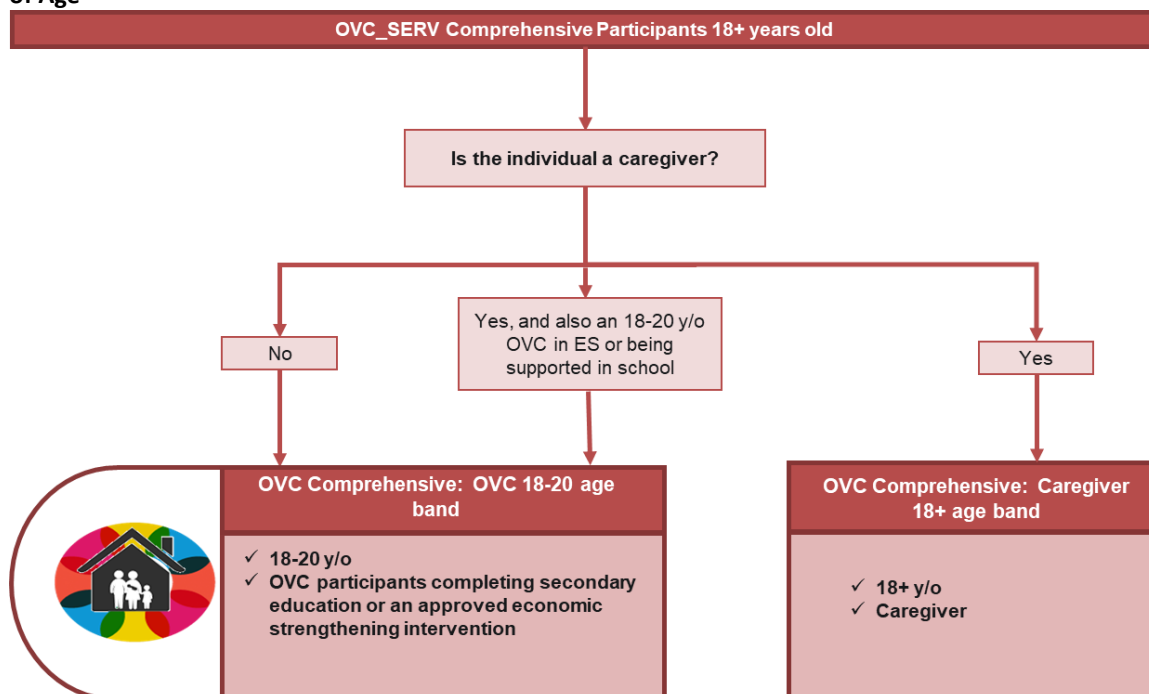 of Age
OVC_SERV Comprehensive Participants 18+ years old
Is the individual a caregiver?
No
Yes, and also an 18-20 y/o
OVC in ES or being
supported in school
Yes
OVC Comprehensive: OVC 18-20 age
band
✓ 18-20 y/o
✓ OVC participants completing secondary
education or an approved economic
strengthening intervention
OVC Comprehensive: Caregiver
18+ age band
✓ 18+ y/o
✓ Caregiver